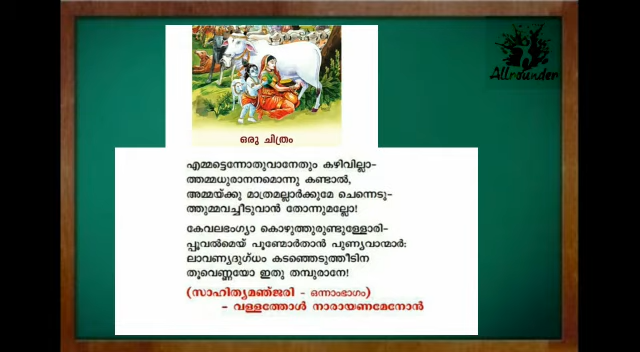 Allrounder
ഒരു ചിത്രം
എമ്മട്ടെന്നോതുവാനേതും കഴിവില്ലാ-
ത്തമ്മധുരാനനമൊന്നു കണ്ടാൽ,
അമ്മയ്ക്കു മാത്രമല്ലാർക്കുമേ ചെന്നെടു-
ത്തുമ്മവച്ചീടുവാൻ തോന്നുമല്ലോ!
കേവലഭംഗ്യാ കൊഴുത്തുരുണ്ടുള്ളോരി-
പ്പൂവൽമെയ് പൂണ്മോർതാൻ പുണ്യവാന്മാർ:
ലാവണ്യദുഗ്ധം കടഞ്ഞെടുത്തീടിന
തൂവെണ്ണയോ ഇതു തമ്പുരാനേ!
(സാഹിത്യമഞ്ജരി - ഒന്നാംഭാഗം)
- വള്ളത്തോൾ നാരായണമേനോൻ